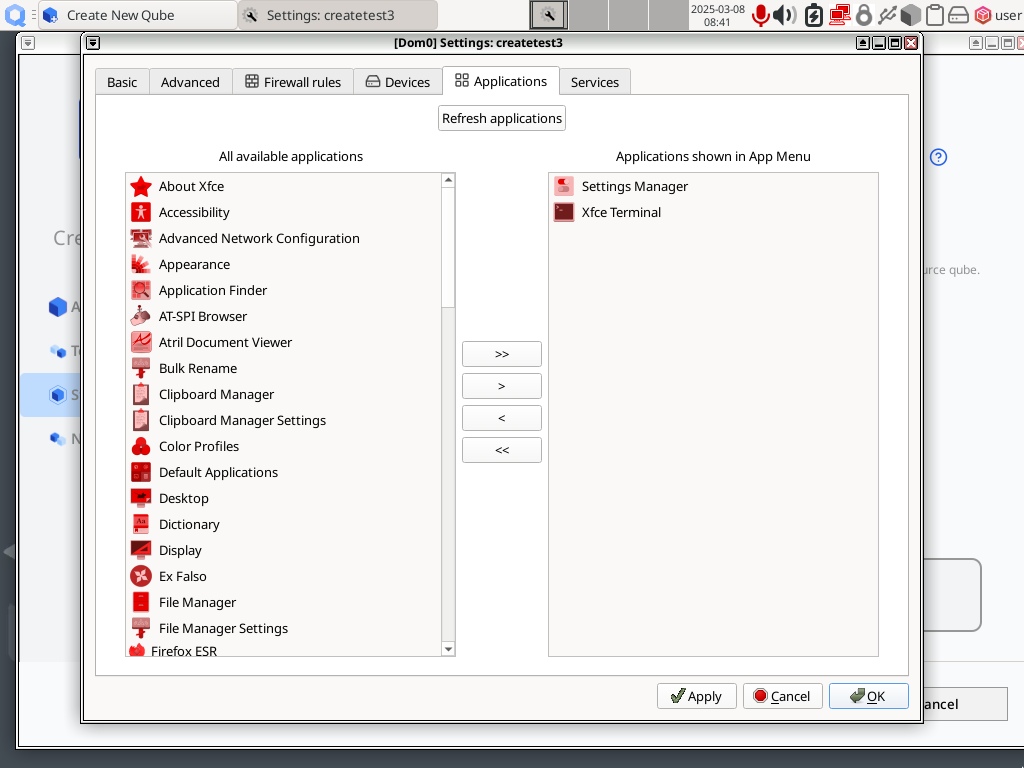 Create New Qube
Settings: createtest3
2025-03-08
08:41
user
[Dom0] Settings: createtest3
Basic
Advanced
Firewall rules
Devices
Applications
Services
Refresh applications
All available applications
Applications shown in App Menu
About Xfce
Accessibility
Advanced Network Configuration
Appearance
Application Finder
AT-SPI Browser
Atril Document Viewer
Bulk Rename
Clipboard Manager
Clipboard Manager Settings
Color Profiles
Default Applications
Desktop
Dictionary
Display
Ex Falso
File Manager
File Manager Settings
Firefox ESR
>>
>
<
<<
Settings Manager
Xfce Terminal
Cre
urce qube.
Apply
Cancel
OK
ancel